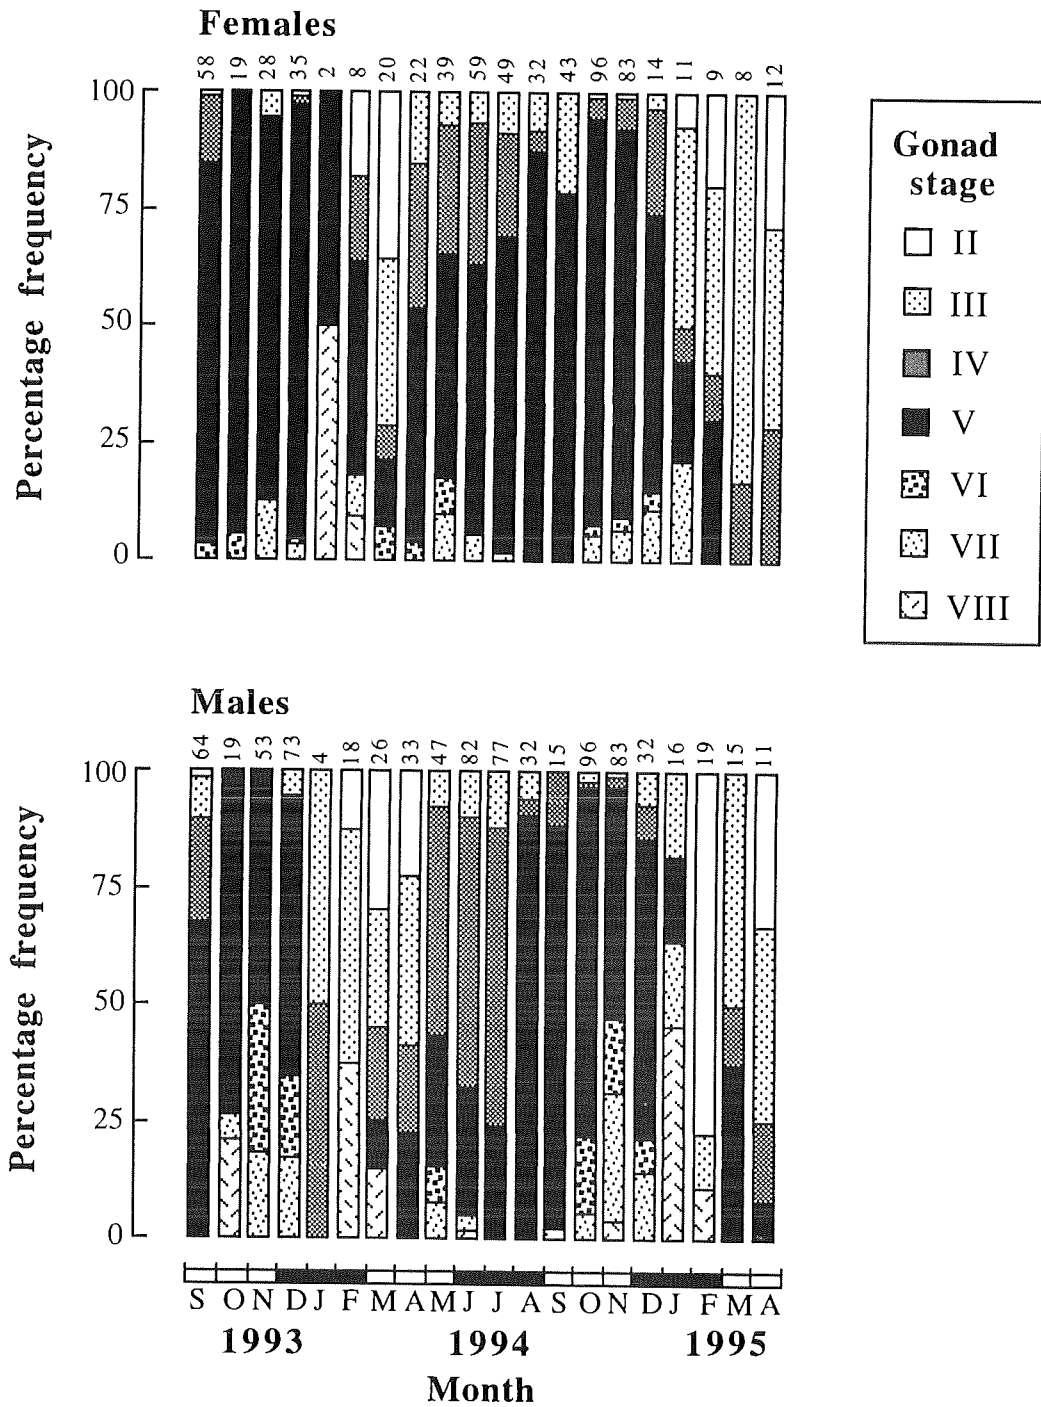 Females
58 19 28 35 2 8 20 22 39 59 49 32 43 96 83 14 11 9 8 12
100
75
50
25
0
Percentage frequency
Gonad
stage
II
III
IV
V
VI
VII
VIII
Males
64 19 53 73 4 18 26 33 47 82 77 32 15 96 83 32 16 19 15 11
100
75
50
25
0
Percentage frequency
S O N D J F M A M J J A S O N D J F M A
1993 1994 1995
Month